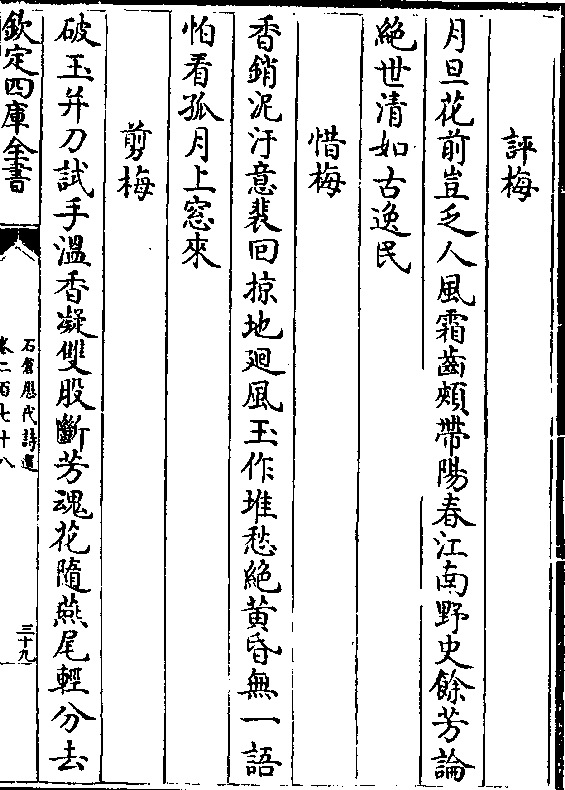 評梅
月旦花前豈乏人風霜齒頰帶陽春江南野史餘芳論
絶世清如古逸民
惜梅
香銷泥汙意裴回掠地廻風玉作堆愁絶黄昏無一語
怕看孤月上窓來
剪梅
破玉并刀試手溫香凝雙股斷芳魂花隨燕尾輕分去
欽定四庫全書
石倉歷代詩選
卷二百七十八
三十九